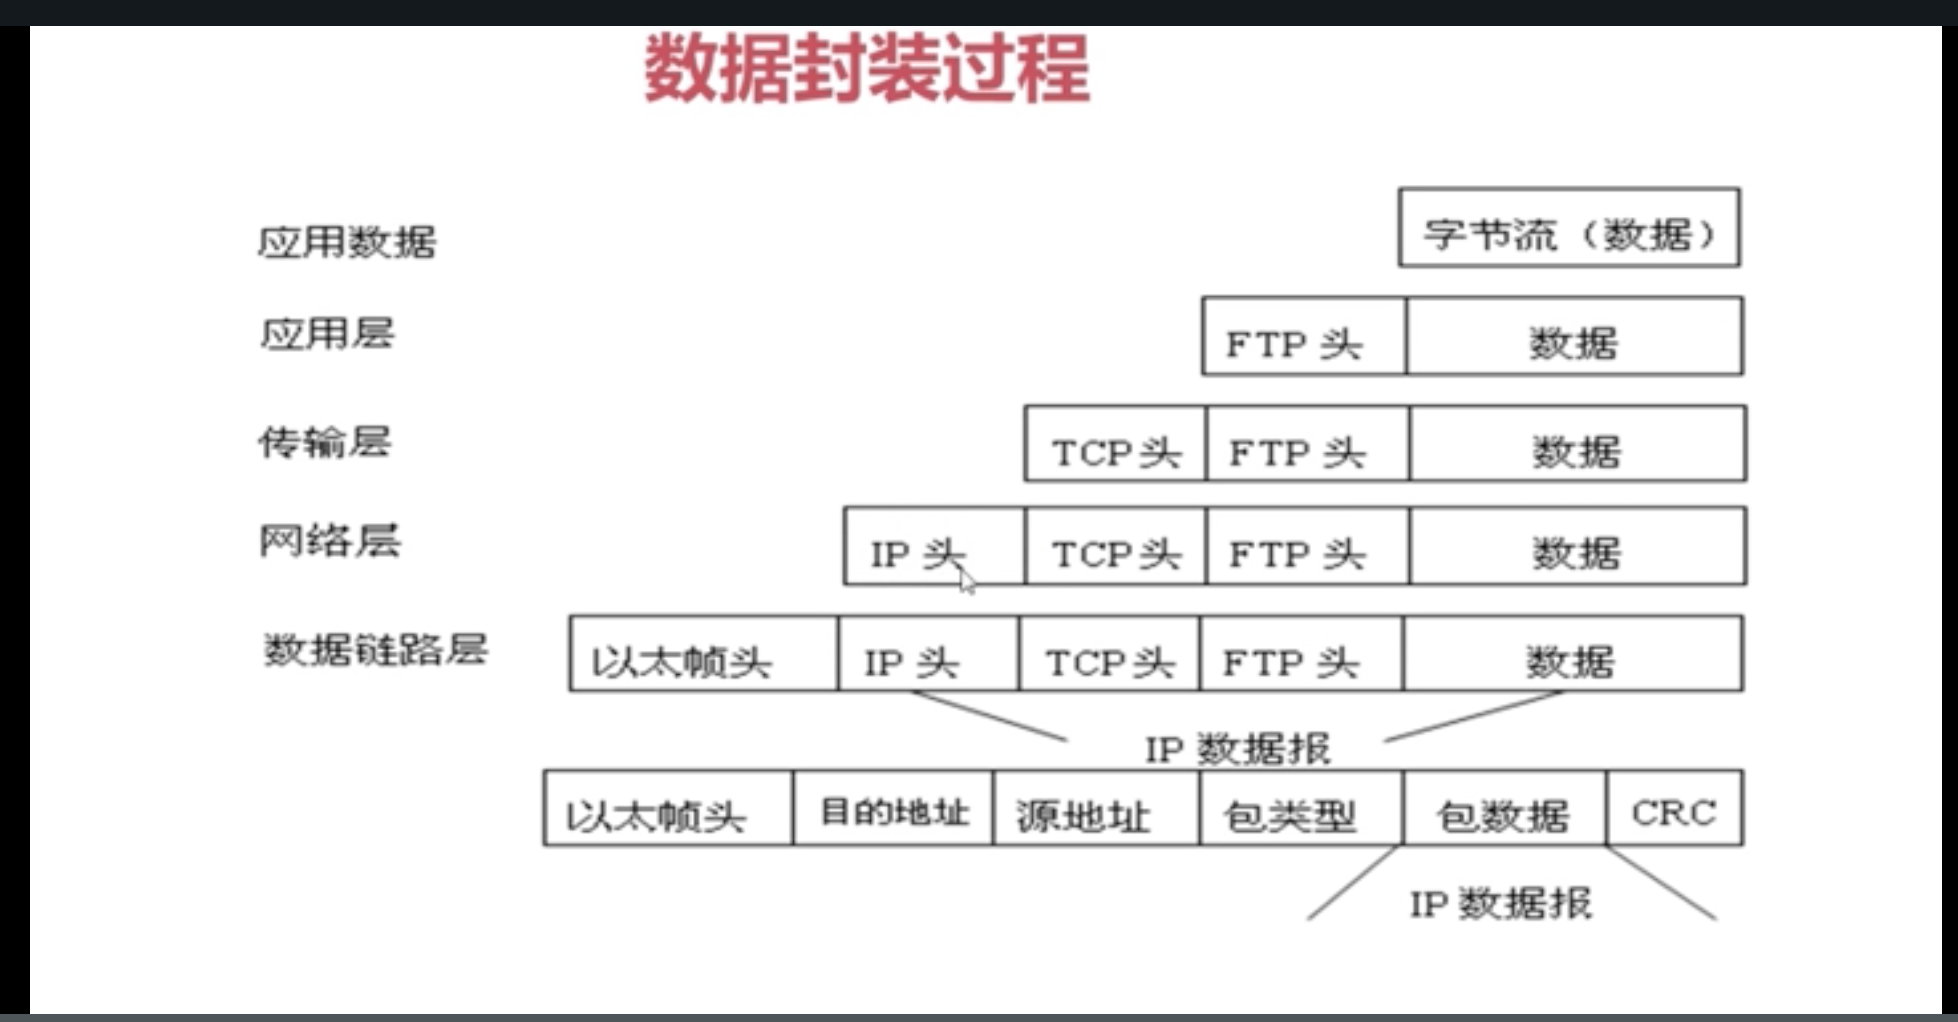 数据封装过程
应用数据 字节流（数据）
应用层 FTP 头 数据
传输层 TCP头 FTP 头 数据
网络层 IP 头 TCP头 FTP 头 数据
数据链路层 以太帧头 IP 头 TCP头 FTP 头 数据
IP 数据报
以太帧头 目的地址 源地址 包类型 包数据 CRC
IP 数据报